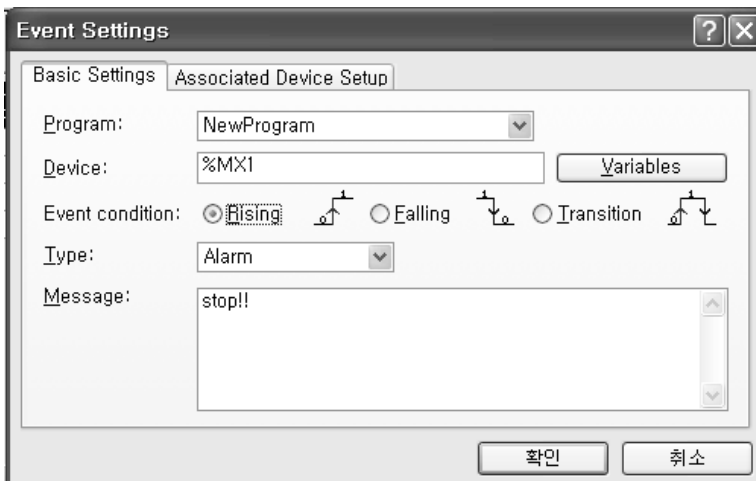 Event Settings
Basic Settings Associated Device Setup
Program: NewProgram
Device: %MX1 Variables
Event condition: Rising Falling Transition
Type: Alarm
Message: stop!!
확인 취소